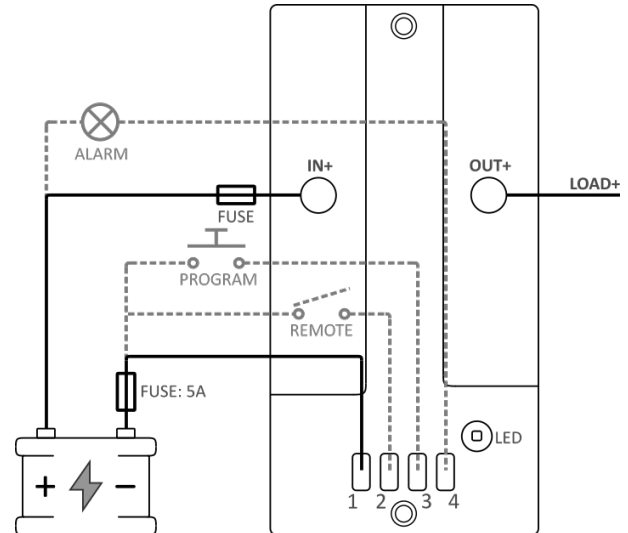 ALARM
IN+
OUT+
LOAD+
FUSE
PROGRAM
REMOTE
FUSE: 5A
LED
+ −
1 2 3 4